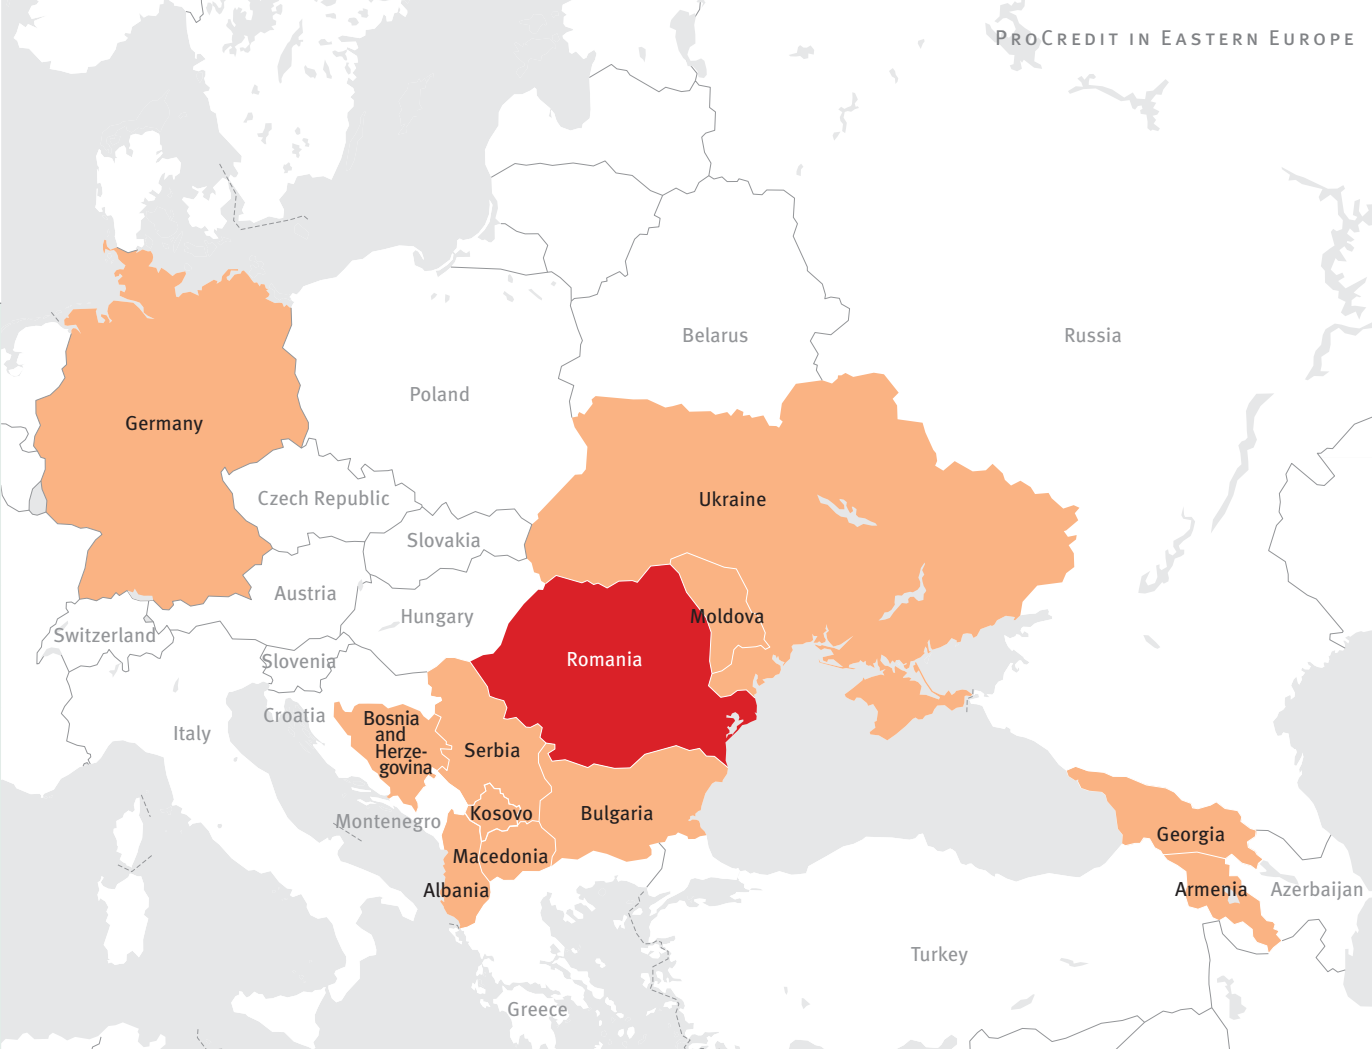 PROCREDIT IN EASTERN EUROPE
Belarus
Russia
Poland
Germany
Czech Republic
Ukraine
Slovakia
Austria
Hungary
Moldova
Switzerland
Slovenia
Romania
Croatia
Italy
Bosnia
and
Herze-
govina
Serbia
Montenegro
Kosovo
Bulgaria
Georgia
Macedonia
Albania
Armenia
Azerbaijan
Turkey
Greece